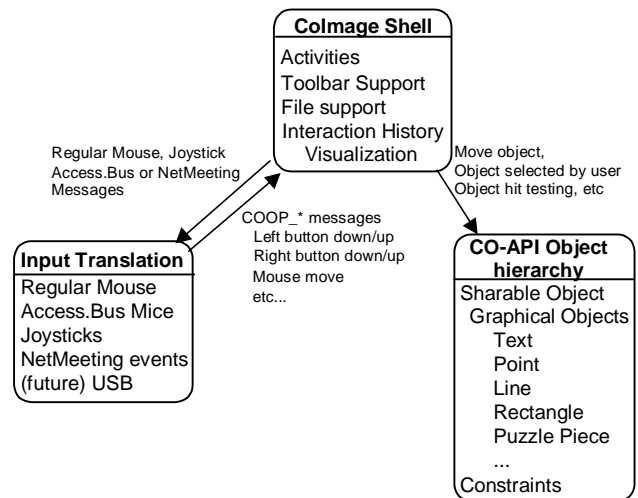 CoImage Shell
Activities
Toolbar Support
File support
Interaction History
Visualization
Regular Mouse, Joystick
Access.Bus or NetMeeting
Messages
COOP_* messages
Left button down/up
Right button down/up
Mouse move
etc...
Move object,
Object selected by user
Object hit testing, etc
Input Translation
Regular Mouse
Access.Bus Mice
Joysticks
NetMeeting events
(future) USB
CO-API Object
hierarchy
Sharable Object
Graphical Objects
Text
Point
Line
Rectangle
Puzzle Piece
...
Constraints